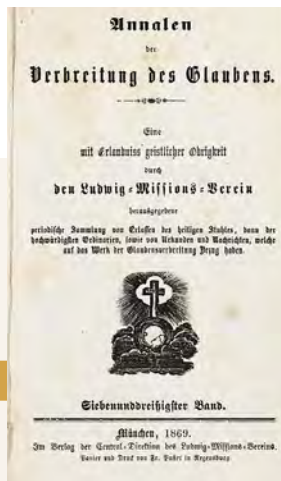 Annalen
der
Verbreitung des Glaubens.
Eine
mit Erlaubniss geistlicher Obrigkeit
durch
den Ludwig=Missions=Verein
herausgegebene
periodische Sammlung von Erlassen des heiligen Stuhles, dann der
hochwürdigsten Ordinarien, sowie von Urkunden und Nachrichten, welche
auf das Werk der Glaubensverbreitung Bezug haben.
Siebenunddreißigster Band.
München, 1869.
Im Verlag der Central=Direktion des Ludwig=Missions=Vereins.
Papier und Druck von Fr. Pustet in Regensburg.